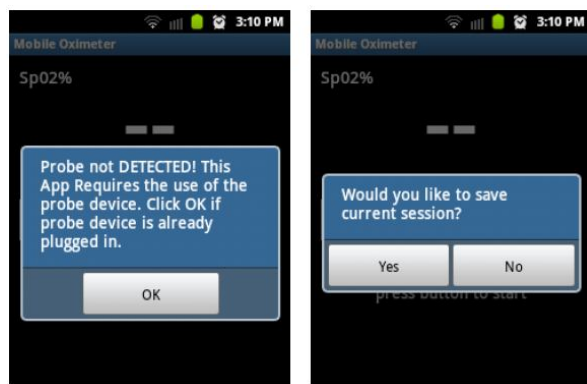 3:10 PM
Mobile Oximeter
Sp02%
Probe not DETECTED! This
App Requires the use of the
probe device. Click OK if
probe device is already
plugged in.
OK
3:10 PM
Mobile Oximeter
Sp02%
Would you like to save
current session?
Yes
No
press button to start